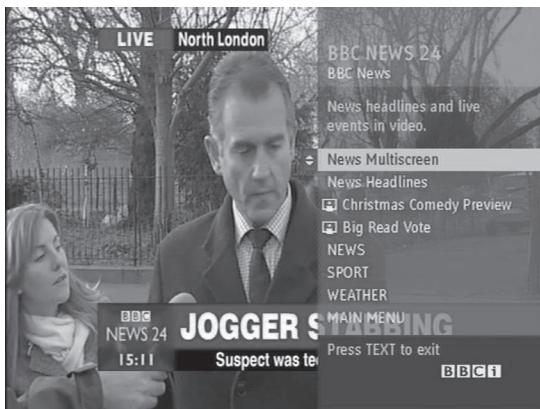 LIVE North London
BBC NEWS 24
BBC News
News headlines and live
events in video.
News Multiscreen
News Headlines
Christmas Comedy Preview
Big Read Vote
NEWS
SPORT
WEATHER
MAIN MENU
Press TEXT to exit
BBCi
BBC
NEWS 24
15:11
JOGGER STABBING
Suspect was